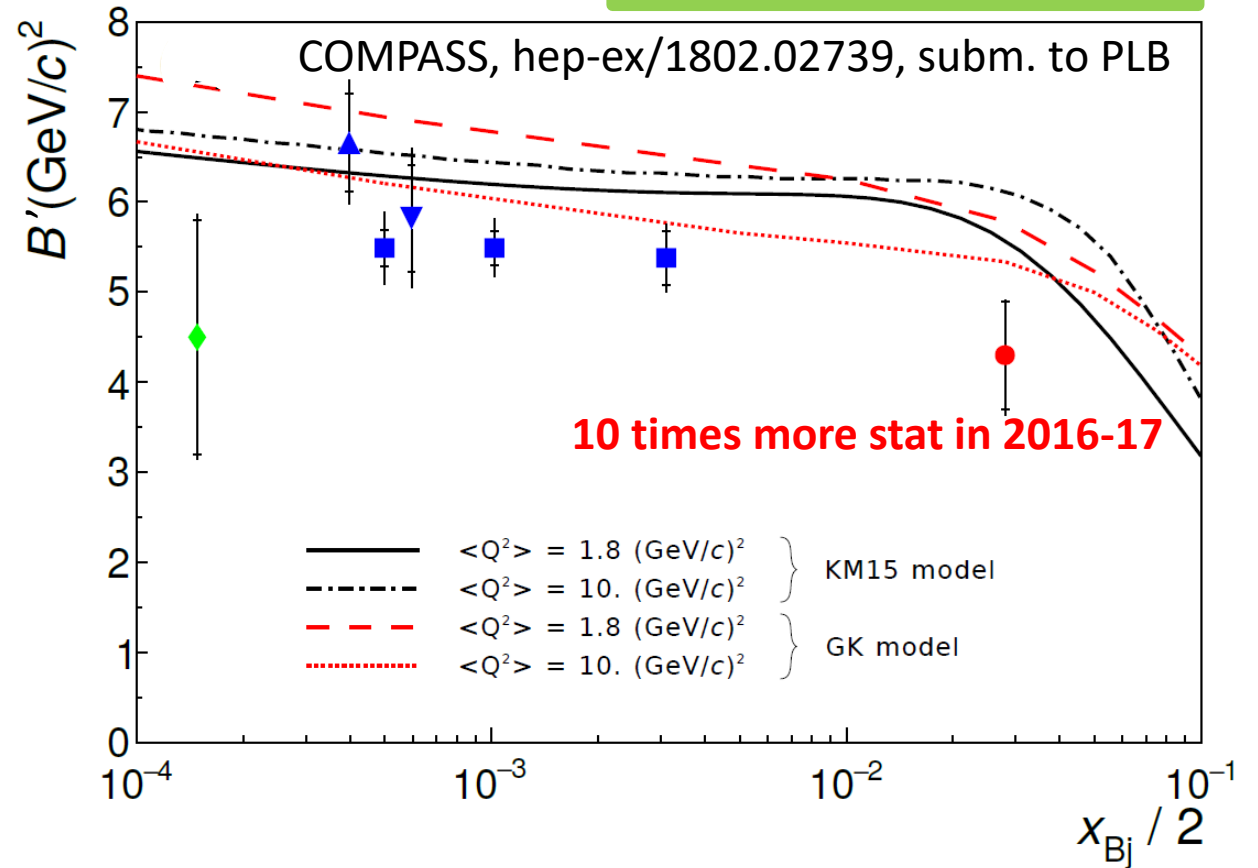 COMPASS, hep-ex/1802.02739, subm. to PLB
B′(GeV/c)²
8
7
6
5
4
3
2
1
0
10 times more stat in 2016-17
<Q²> = 1.8 (GeV/c)²
<Q²> = 10. (GeV/c)²
KM15 model
<Q²> = 1.8 (GeV/c)²
<Q²> = 10. (GeV/c)²
GK model
10⁻⁴ 10⁻³ 10⁻² 10⁻¹
x_Bj / 2